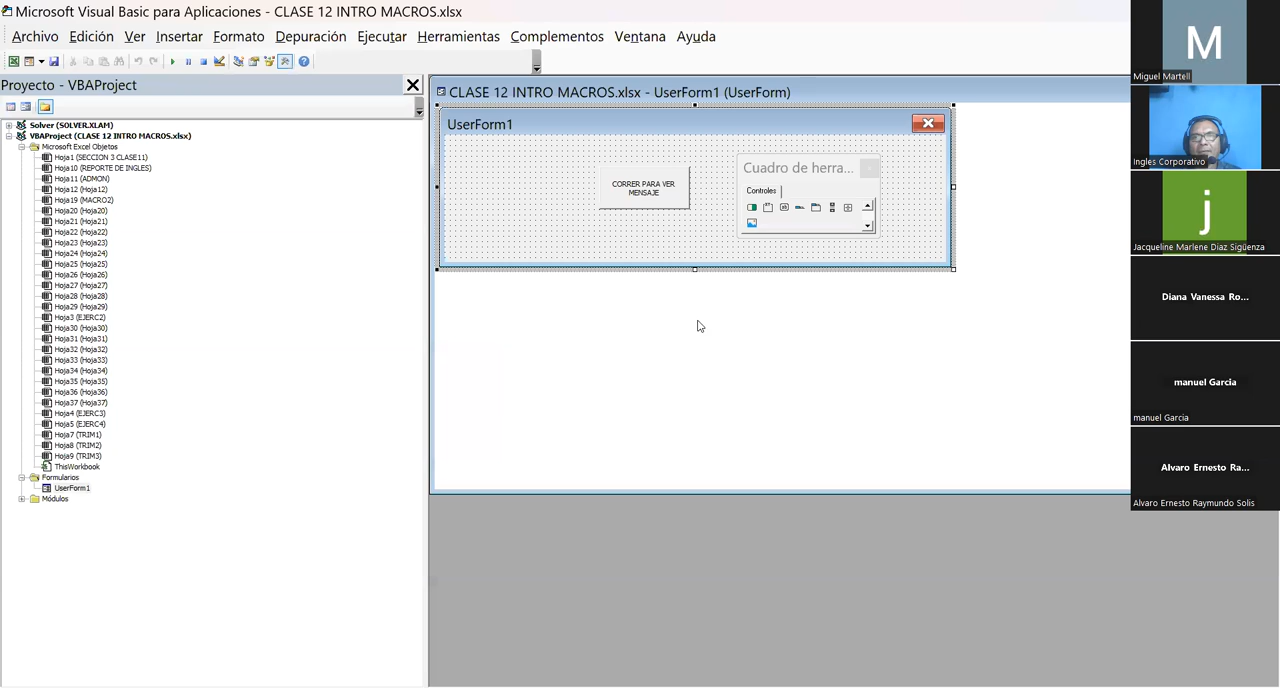 Microsoft Visual Basic para Aplicaciones - CLASE 12 INTRO MACROS.xlsx
Archivo Edición Ver Insertar Formato Depuración Ejecutar Herramientas Complementos Ventana Ayuda
Proyecto - VBAProject
Solver (SOLVER.XLAM)
VBAProject (CLASE 12 INTRO MACROS.xlsx)
Microsoft Excel Objetos
Hoja1 (SECCION 3 CLASE11)
Hoja10 (REPORTE DE INGLES)
Hoja11 (ADMON)
Hoja12 (Hoja12)
Hoja19 (MACRO2)
Hoja20 (Hoja20)
Hoja21 (Hoja21)
Hoja22 (Hoja22)
Hoja23 (Hoja23)
Hoja24 (Hoja24)
Hoja25 (Hoja25)
Hoja26 (Hoja26)
Hoja27 (Hoja27)
Hoja28 (Hoja28)
Hoja29 (Hoja29)
Hoja3 (EJERC2)
Hoja30 (Hoja30)
Hoja31 (Hoja31)
Hoja32 (Hoja32)
Hoja33 (Hoja33)
Hoja34 (Hoja34)
Hoja35 (Hoja35)
Hoja36 (Hoja36)
Hoja37 (Hoja37)
Hoja4 (EJERC3)
Hoja5 (EJERC4)
Hoja7 (TRIM1)
Hoja8 (TRIM2)
Hoja9 (TRIM3)
ThisWorkbook
Formularios
UserForm1
Módulos
CLASE 12 INTRO MACROS.xlsx - UserForm1 (UserForm)
UserForm1
CORRER PARA VER
MENSAJE
Cuadro de herra...
Controles
M
Miguel Martell
Ingles Corporativo
j
Jacqueline Marlene Diaz Sigüenza
Diana Vanessa Ro...
manuel Garcia
manuel Garcia
Alvaro Ernesto Ra...
Alvaro Ernesto Raymundo Solis